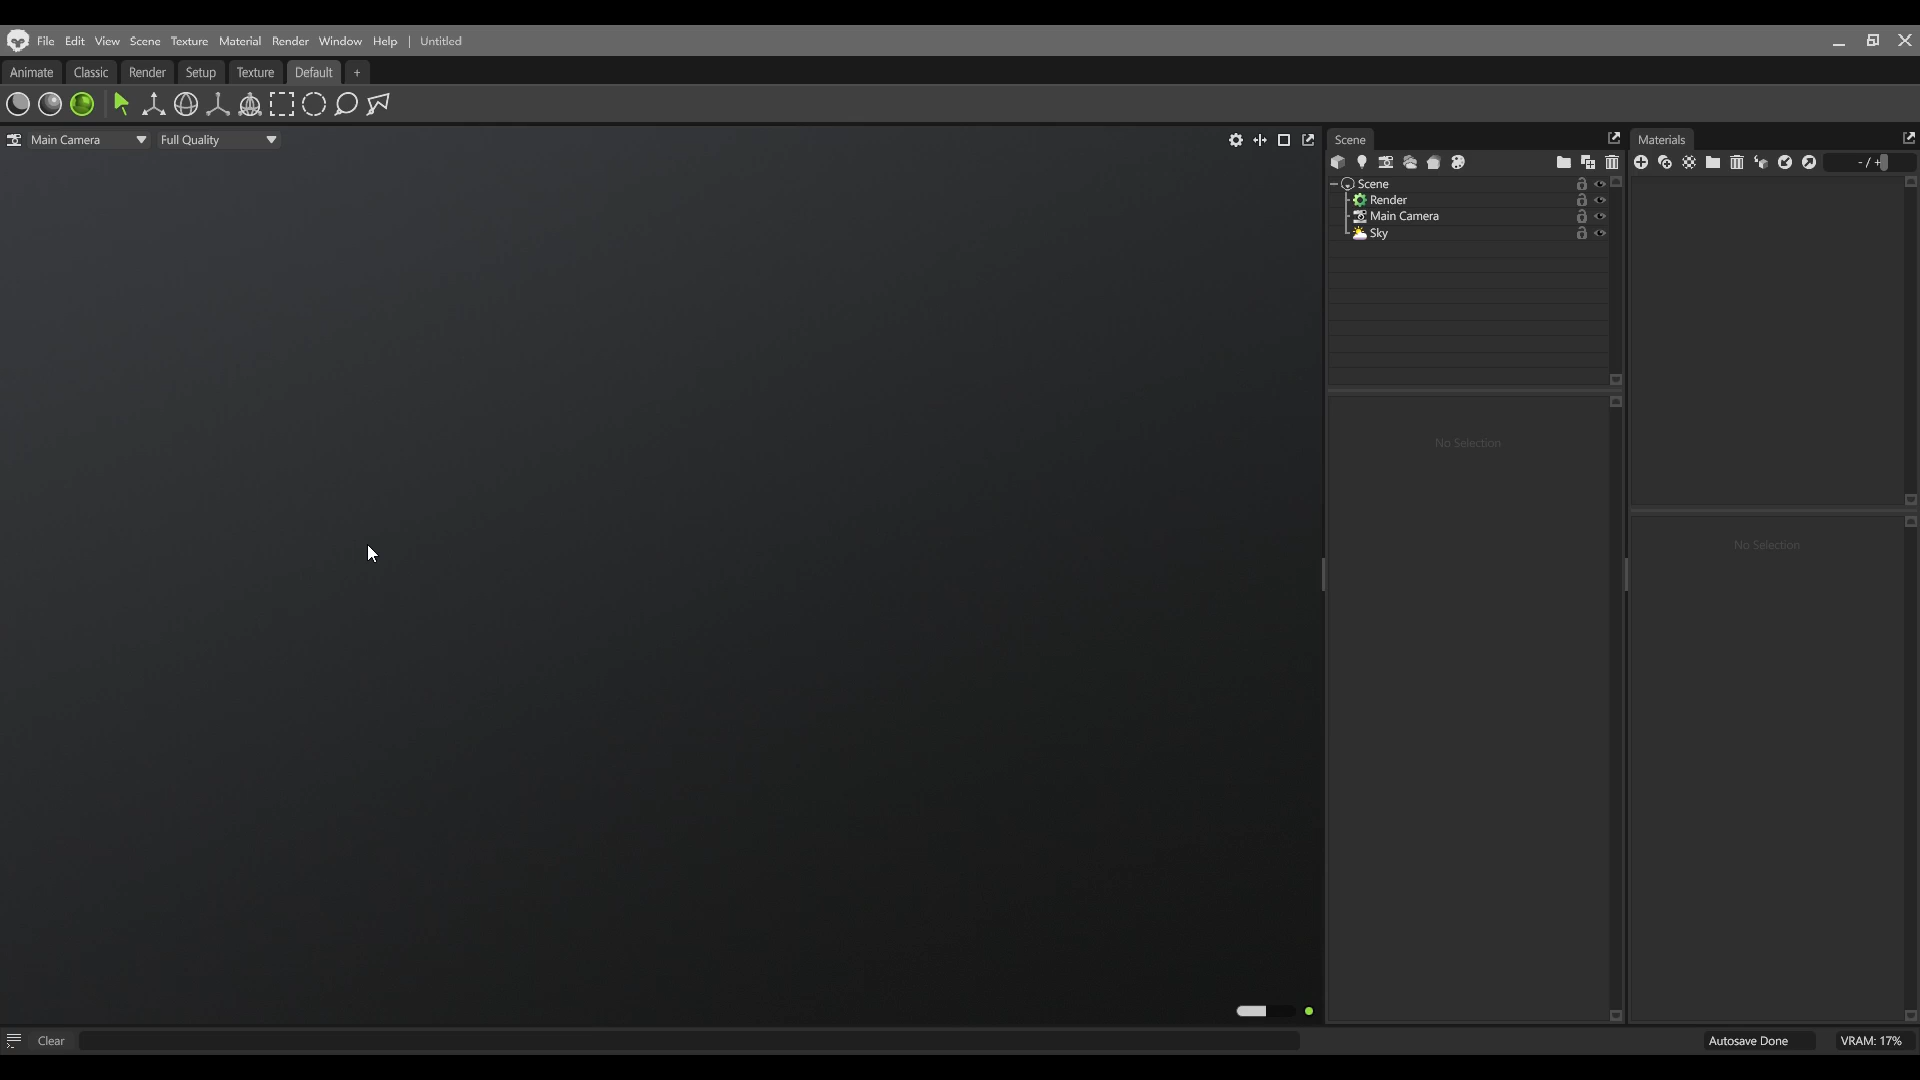 File Edit View Scene Texture Material Render Window Help | Untitled
Animate Classic Render Setup Texture Default +
Main Camera Full Quality
Scene
Materials
- / +
Scene
Render
Main Camera
Sky
No Selection
No Selection
Clear
Autosave Done
VRAM: 17%